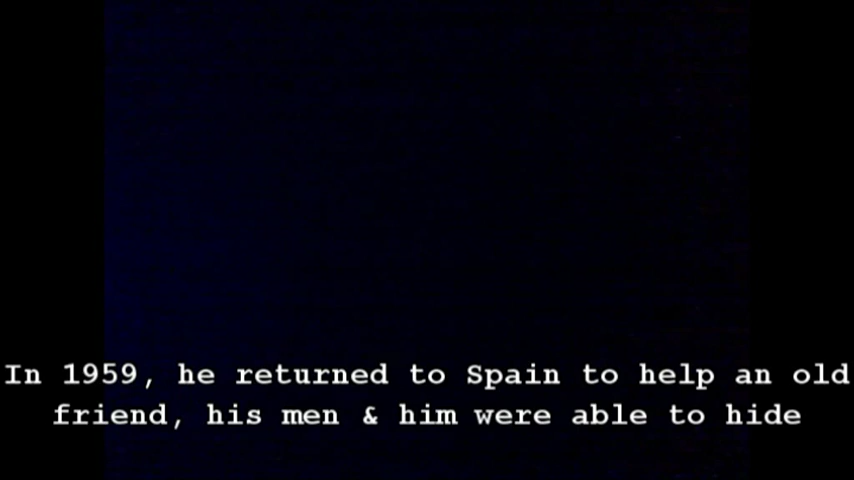 In 1959, he returned to Spain to help an old
friend, his men & him were able to hide